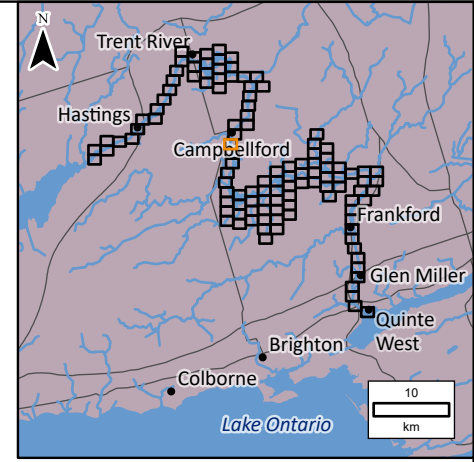 N
Trent River
Hastings
Campbellford
Frankford
Glen Miller
Quinte
West
Brighton
Colborne
Lake Ontario
10
km